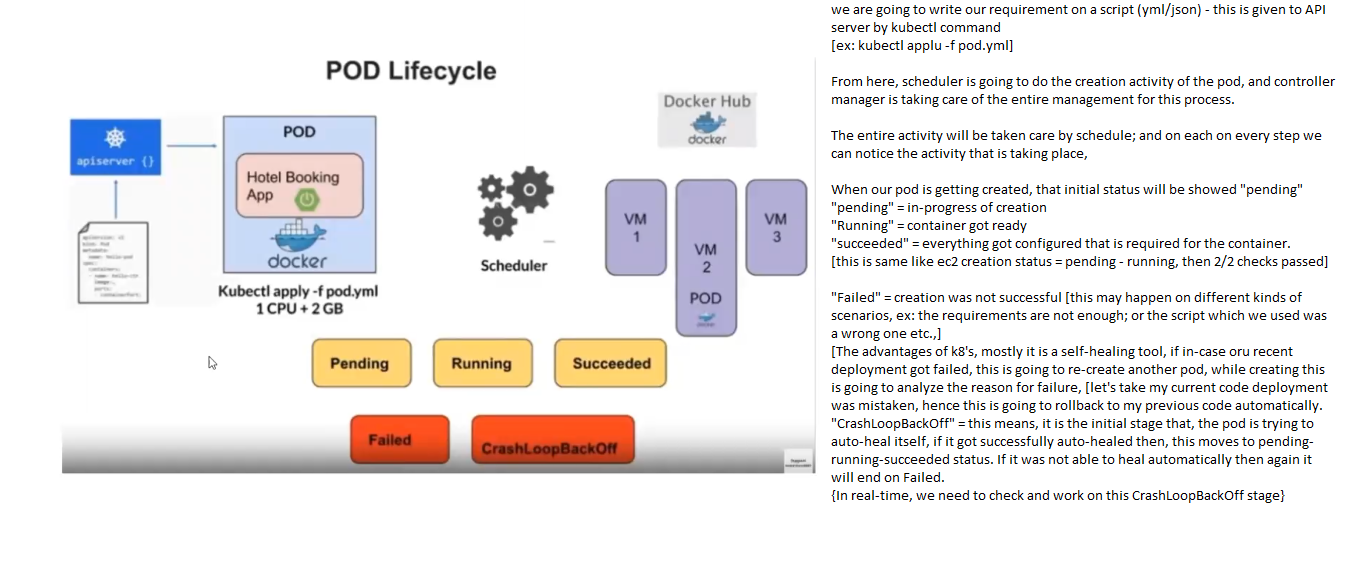 we are going to write our requirement on a script (yml/json) - this is given to API
server by kubectl command
[ex: kubectl applu -f pod.yml]
From here, scheduler is going to do the creation activity of the pod, and controller
manager is taking care of the entire management for this process.
The entire activity will be taken care by schedule; and on each on every step we
can notice the activity that is taking place,
When our pod is getting created, that initial status will be showed "pending"
"pending" = in-progress of creation
"Running" = container got ready
"succeeded" = everything got configured that is required for the container.
[this is same like ec2 creation status = pending - running, then 2/2 checks passed]
"Failed" = creation was not successful [this may happen on different kinds of
scenarios, ex: the requirements are not enough; or the script which we used was
a wrong one etc.,]
[The advantages of k8's, mostly it is a self-healing tool, if in-case oru recent
deployment got failed, this is going to re-create another pod, while creating this
is going to analyze the reason for failure, [let's take my current code deployment
was mistaken, hence this is going to rollback to my previous code automatically.
"CrashLoopBackOff" = this means, it is the initial stage that, the pod is trying to
auto-heal itself, if it got successfully auto-healed then, this moves to pending-
running-succeeded status. If it was not able to heal automatically then again it
will end on Failed.
{In real-time, we need to check and work on this CrashLoopBackOff stage}
POD Lifecycle
apiserver {}
POD
Hotel Booking
App
docker
Kubectl apply -f pod.yml
1 CPU + 2 GB
Scheduler
Docker Hub
docker
VM
1
VM
2
POD
VM
3
Pending
Running
Succeeded
Failed
CrashLoopBackOff